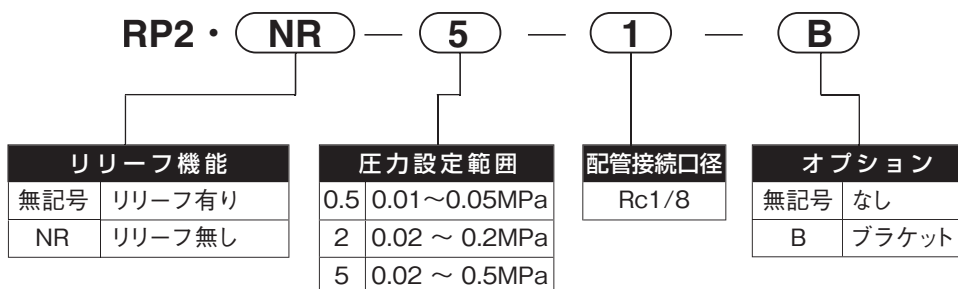 RP2・NR—5—1—B
リリーフ機能
無記号 リリーフ有り
NR リリーフ無し
圧力設定範囲
0.5 0.01～0.05MPa
2 0.02 ～ 0.2MPa
5 0.02 ～ 0.5MPa
配管接続口径
Rc1/8
オプション
無記号 なし
B ブラケット